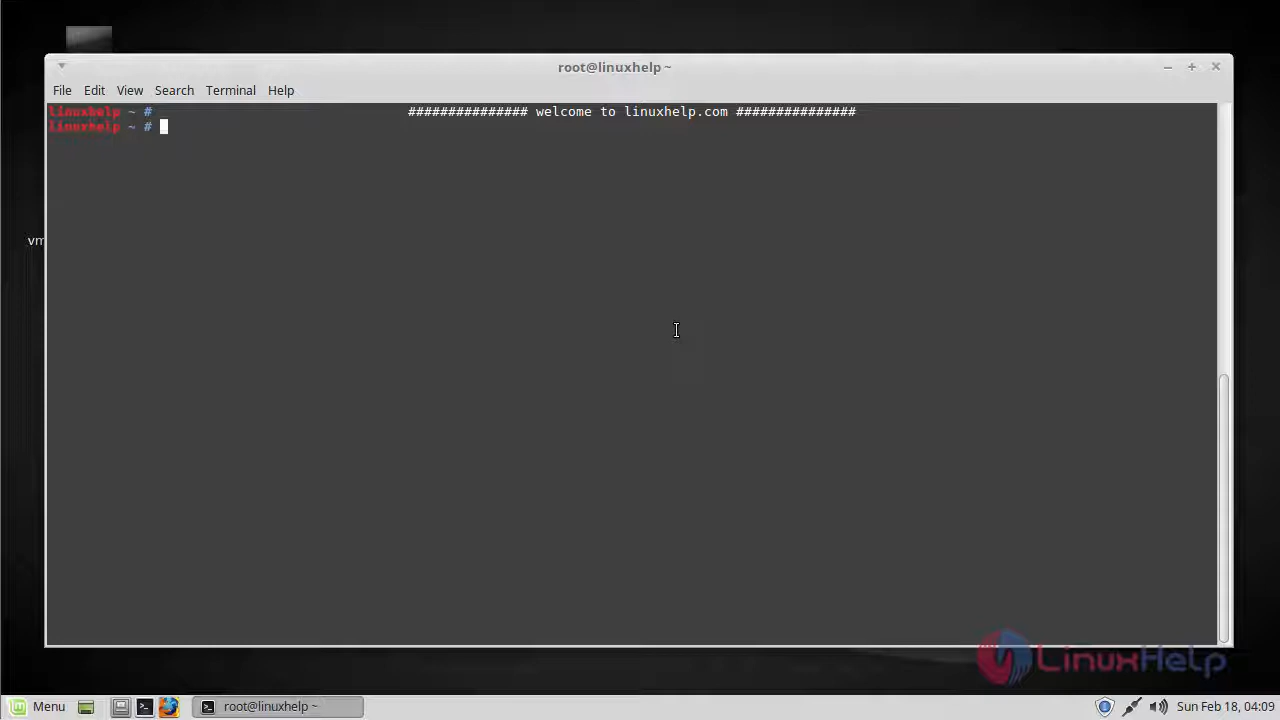 root@linuxhelp ~
File Edit View Search Terminal Help
linuxhelp ~ # ############### welcome to linuxhelp.com ###############
linuxhelp ~ #
vm
LinuxHelp
Menu root@linuxhelp ~ Sun Feb 18, 04:09